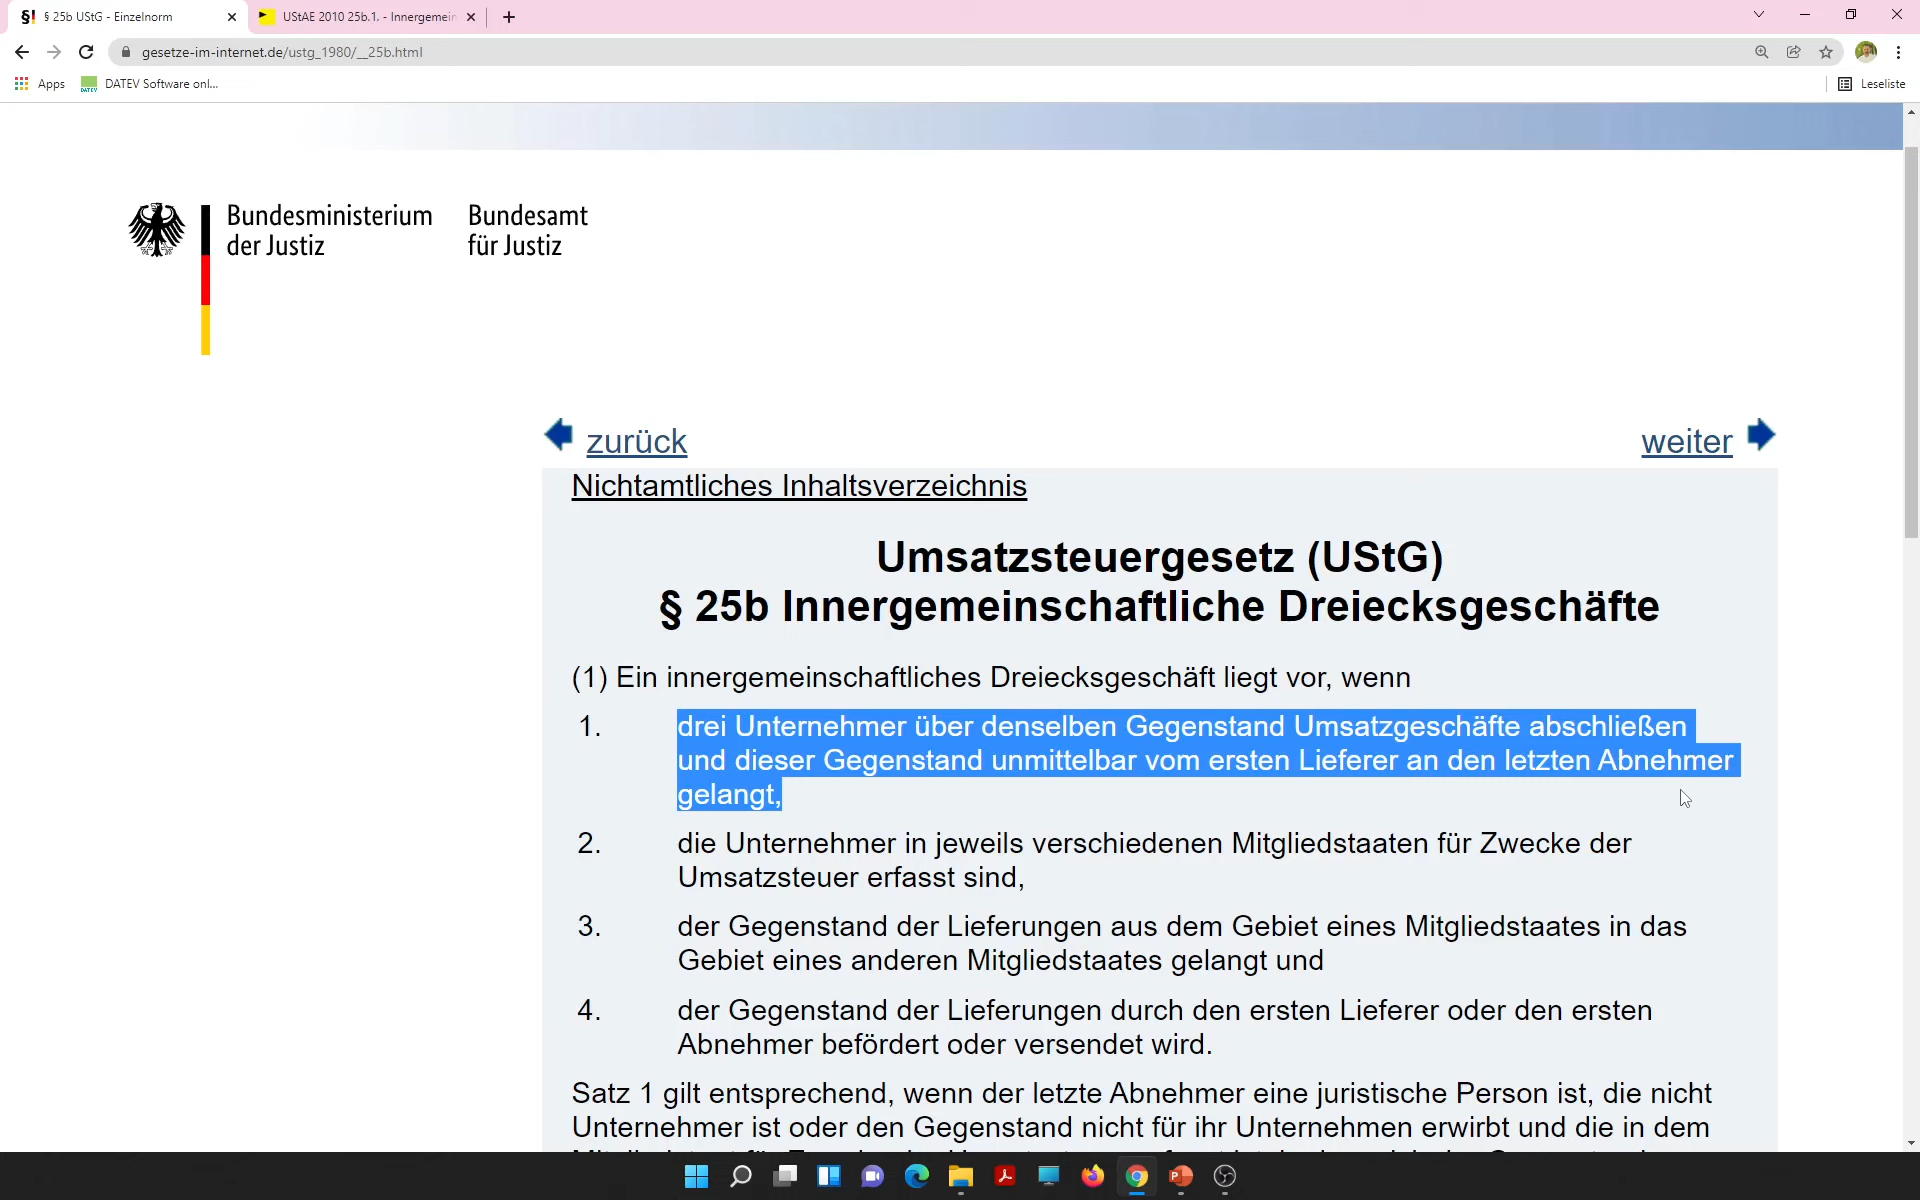 § 25b UStG - Einzelnorm
UStAE 2010 25b.1. - Innergemein
gesetze-im-internet.de/ustg_1980/__25b.html
Apps
DATEV Software onl...
Leseliste
Bundesministerium
der Justiz
Bundesamt
für Justiz
zurück
weiter
Nichtamtliches Inhaltsverzeichnis
Umsatzsteuergesetz (UStG)
§ 25b Innergemeinschaftliche Dreiecksgeschäfte
(1) Ein innergemeinschaftliches Dreiecksgeschäft liegt vor, wenn
1. drei Unternehmer über denselben Gegenstand Umsatzgeschäfte abschließen
und dieser Gegenstand unmittelbar vom ersten Lieferer an den letzten Abnehmer
gelangt,
2. die Unternehmer in jeweils verschiedenen Mitgliedstaaten für Zwecke der
Umsatzsteuer erfasst sind,
3. der Gegenstand der Lieferungen aus dem Gebiet eines Mitgliedstaates in das
Gebiet eines anderen Mitgliedstaates gelangt und
4. der Gegenstand der Lieferungen durch den ersten Lieferer oder den ersten
Abnehmer befördert oder versendet wird.
Satz 1 gilt entsprechend, wenn der letzte Abnehmer eine juristische Person ist, die nicht
Unternehmer ist oder den Gegenstand nicht für ihr Unternehmen erwirbt und die in dem